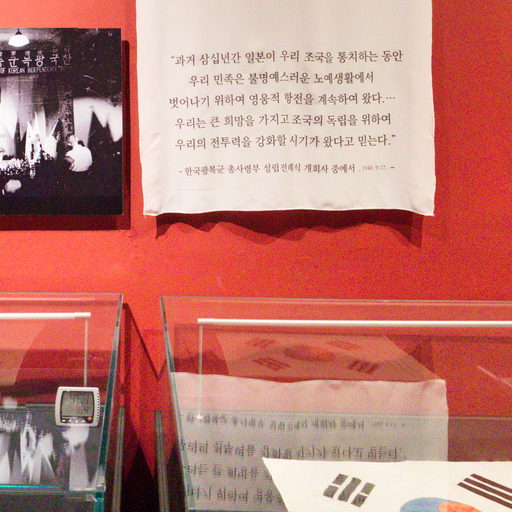 국광복군
OF KOREAN INDEPENDENCE
"과거 삼십년간 일본이 우리 조국을 통치하는 동안
우리 민족은 불명예스러운 노예생활에서
벗어나기 위하여 영웅적 항전을 계속하여 왔다.…
우리는 큰 희망을 가지고 조국의 독립을 위하여
우리의 전투력을 강화할 시기가 왔다고 믿는다."
- 한국광복군 총사령부 성립전례식 개회사 중에서 _ 1940. 9.17. -